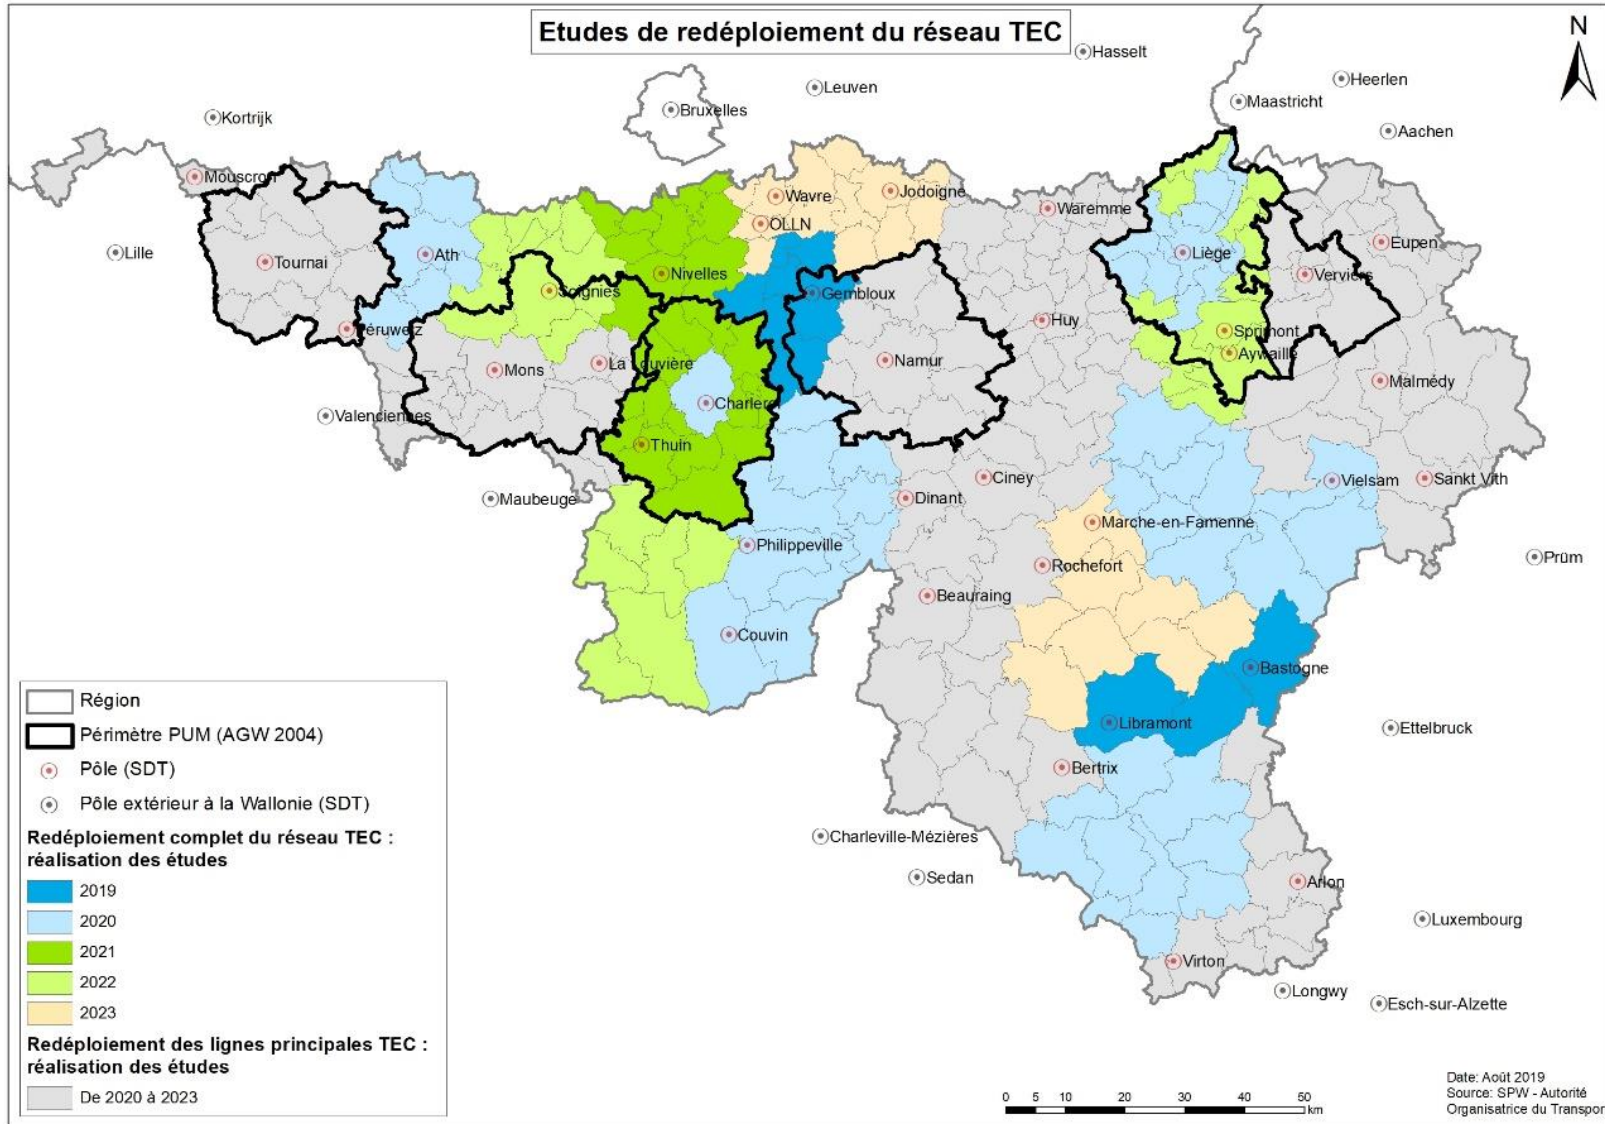 Etudes de redéploiement du réseau TEC
N
Hasselt
Heerlen
Leuven
Maastricht
Bruxelles
Kortrijk
Aachen
Mouscron
Wavre
Jodoigne
Waremme
OLLN
Eupen
Lille
Tournai
Ath
Liège
Nivelles
Verviers
Soignies
Gembloux
Huy
Péruwelz
Sprimont
Aywaille
Mons
La Louvière
Namur
Malmédy
Charleroi
Valenciennes
Thuin
Ciney
Vielsam
Sankt Vith
Maubeuge
Dinant
Marche-en-Famenne
Philippeville
Prüm
Rochefort
Beauraing
Couvin
Bastogne
Libramont
Ettelbruck
Bertrix
Charleville-Mézières
Sedan
Arlon
Luxembourg
Virton
Longwy
Esch-sur-Alzette
Région
Périmètre PUM (AGW 2004)
Pôle (SDT)
Pôle extérieur à la Wallonie (SDT)
Redéploiement complet du réseau TEC :
réalisation des études
2019
2020
2021
2022
2023
Redéploiement des lignes principales TEC :
réalisation des études
De 2020 à 2023
0 5 10 20 30 40 50
km
Date: Août 2019
Source: SPW - Autorité
Organisatrice du Transpor